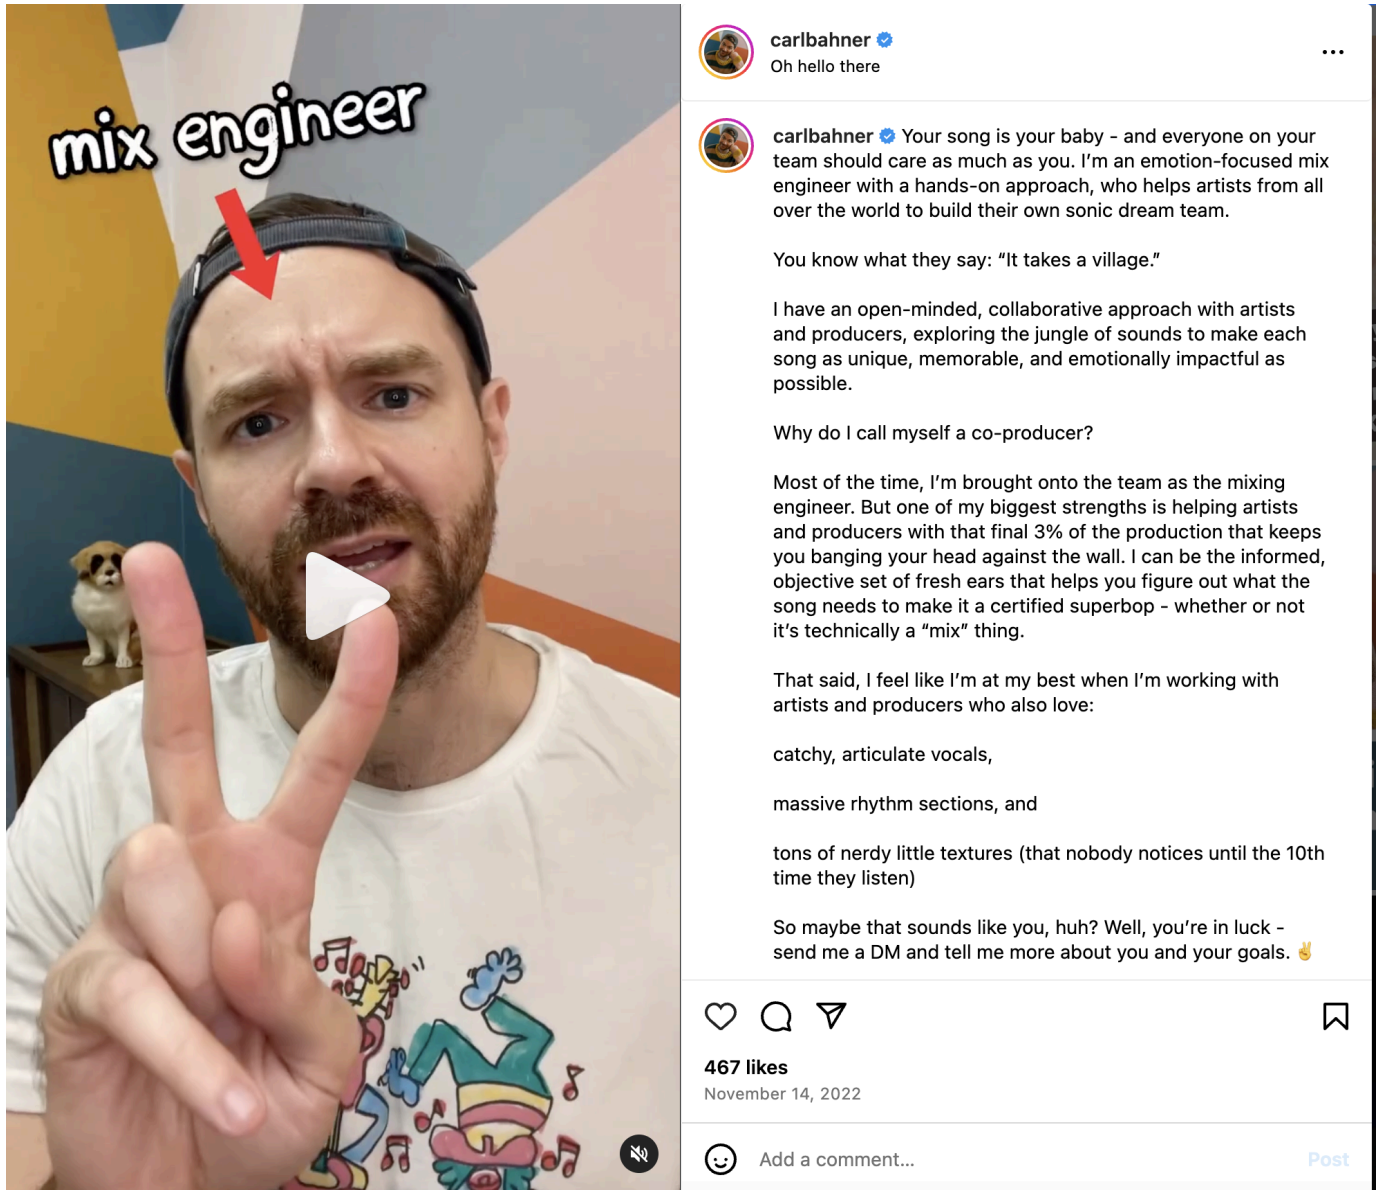 mix engineer
carlbahner
Oh hello there
carlbahner Your song is your baby - and everyone on your
team should care as much as you. I'm an emotion-focused mix
engineer with a hands-on approach, who helps artists from all
over the world to build their own sonic dream team.
You know what they say: “It takes a village.”
I have an open-minded, collaborative approach with artists
and producers, exploring the jungle of sounds to make each
song as unique, memorable, and emotionally impactful as
possible.
Why do I call myself a co-producer?
Most of the time, I'm brought onto the team as the mixing
engineer. But one of my biggest strengths is helping artists
and producers with that final 3% of the production that keeps
you banging your head against the wall. I can be the informed,
objective set of fresh ears that helps you figure out what the
song needs to make it a certified superbop - whether or not
it's technically a “mix” thing.
That said, I feel like I'm at my best when I'm working with
artists and producers who also love:
catchy, articulate vocals,
massive rhythm sections, and
tons of nerdy little textures (that nobody notices until the 10th
time they listen)
So maybe that sounds like you, huh? Well, you're in luck -
send me a DM and tell me more about you and your goals. ✌️
467 likes
November 14, 2022
Add a comment...
Post